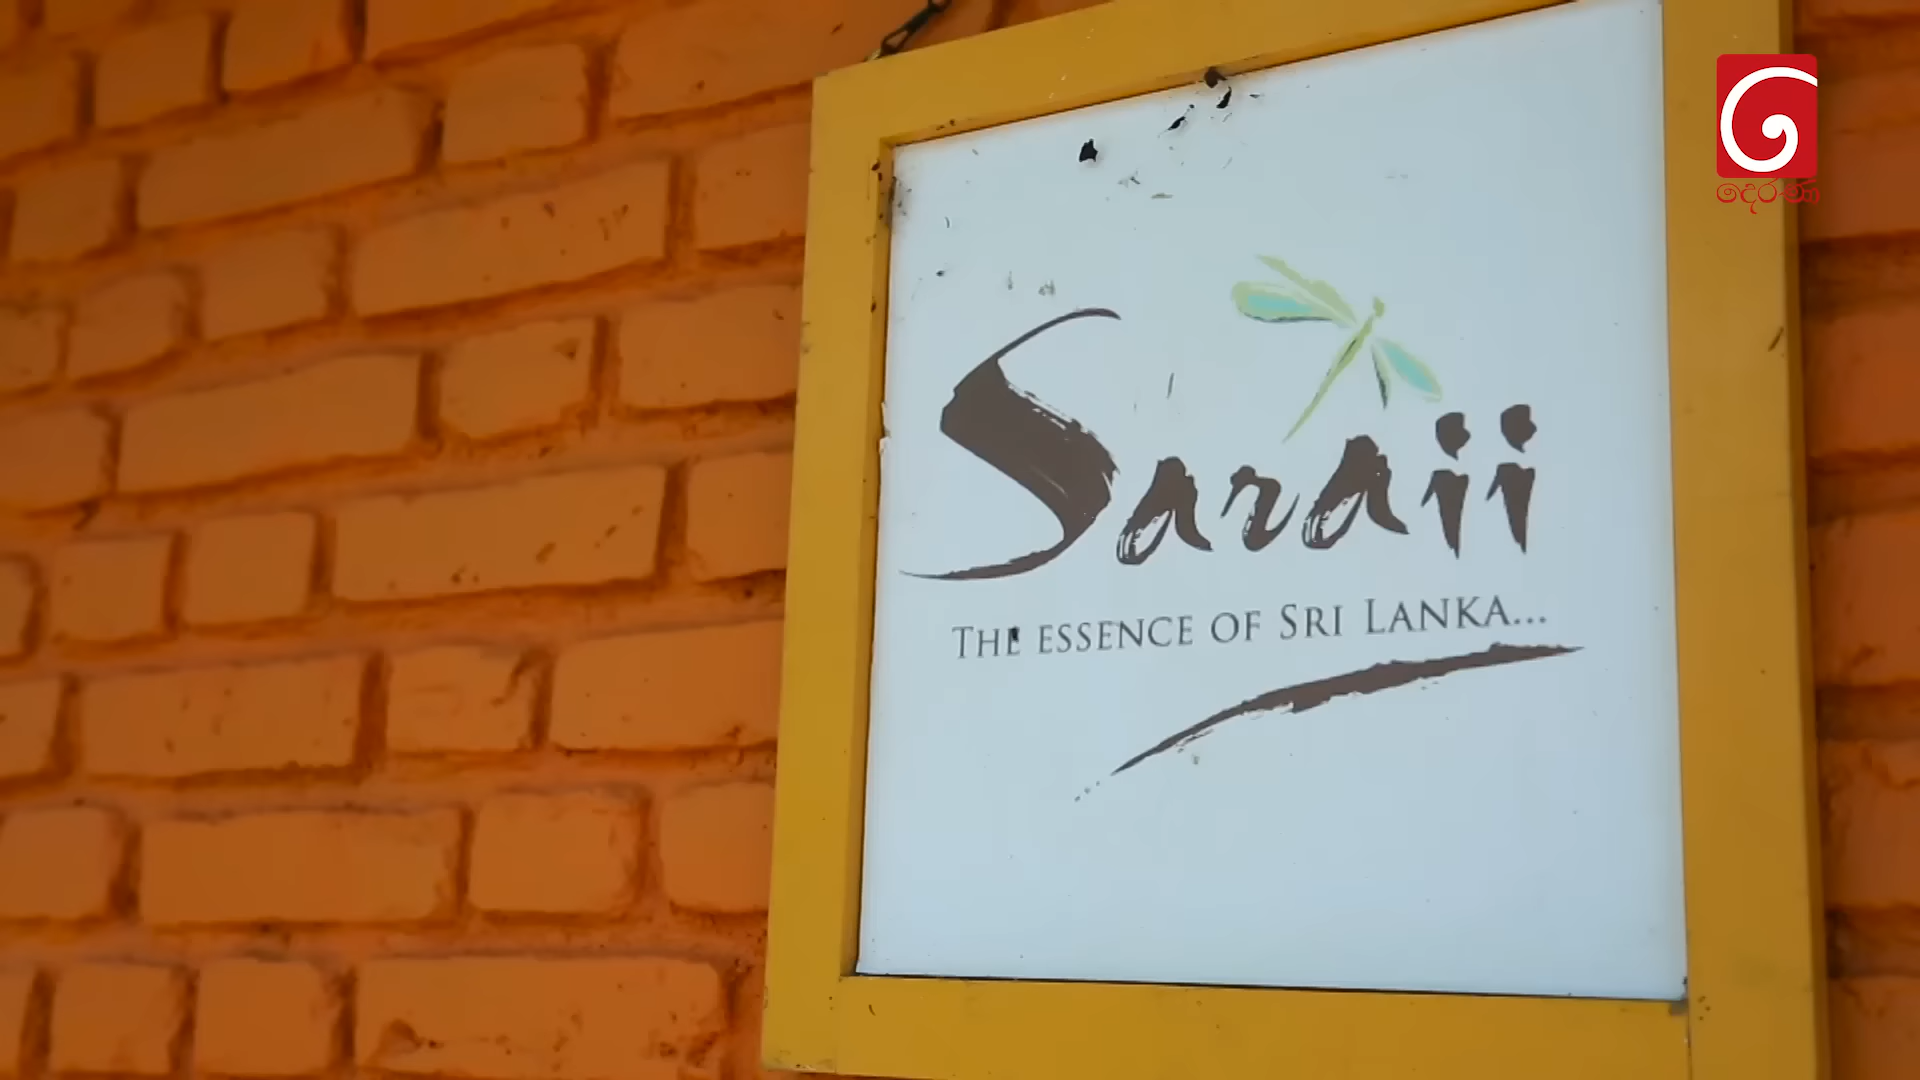 දෙරණ
Saraii
THE ESSENCE OF SRI LANKA...